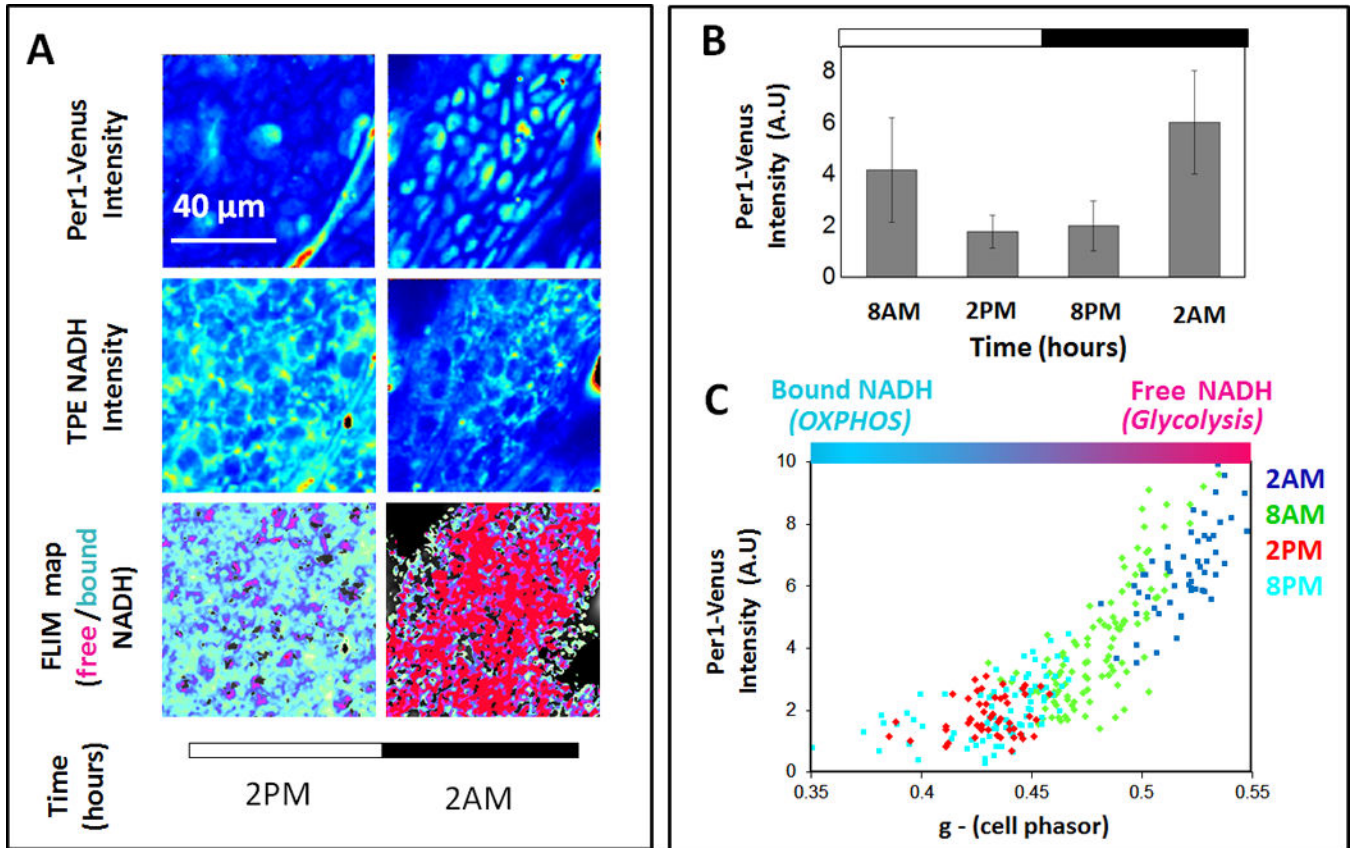 A
Per1-Venus
Intensity
40 µm
TPE NADH
Intensity
FLIM map
(free/bound
NADH)
Time
(hours)
2PM
2AM
B
Per1-Venus
Intensity (A.U)
8
6
4
2
0
8AM
2PM
8PM
2AM
Time (hours)
C
Bound NADH
(OXPHOS)
Free NADH
(Glycolysis)
Per1-Venus
Intensity (A.U)
10
8
6
4
2
0
0.35
0.4
0.45
0.5
0.55
g - (cell phasor)
2AM
8AM
2PM
8PM